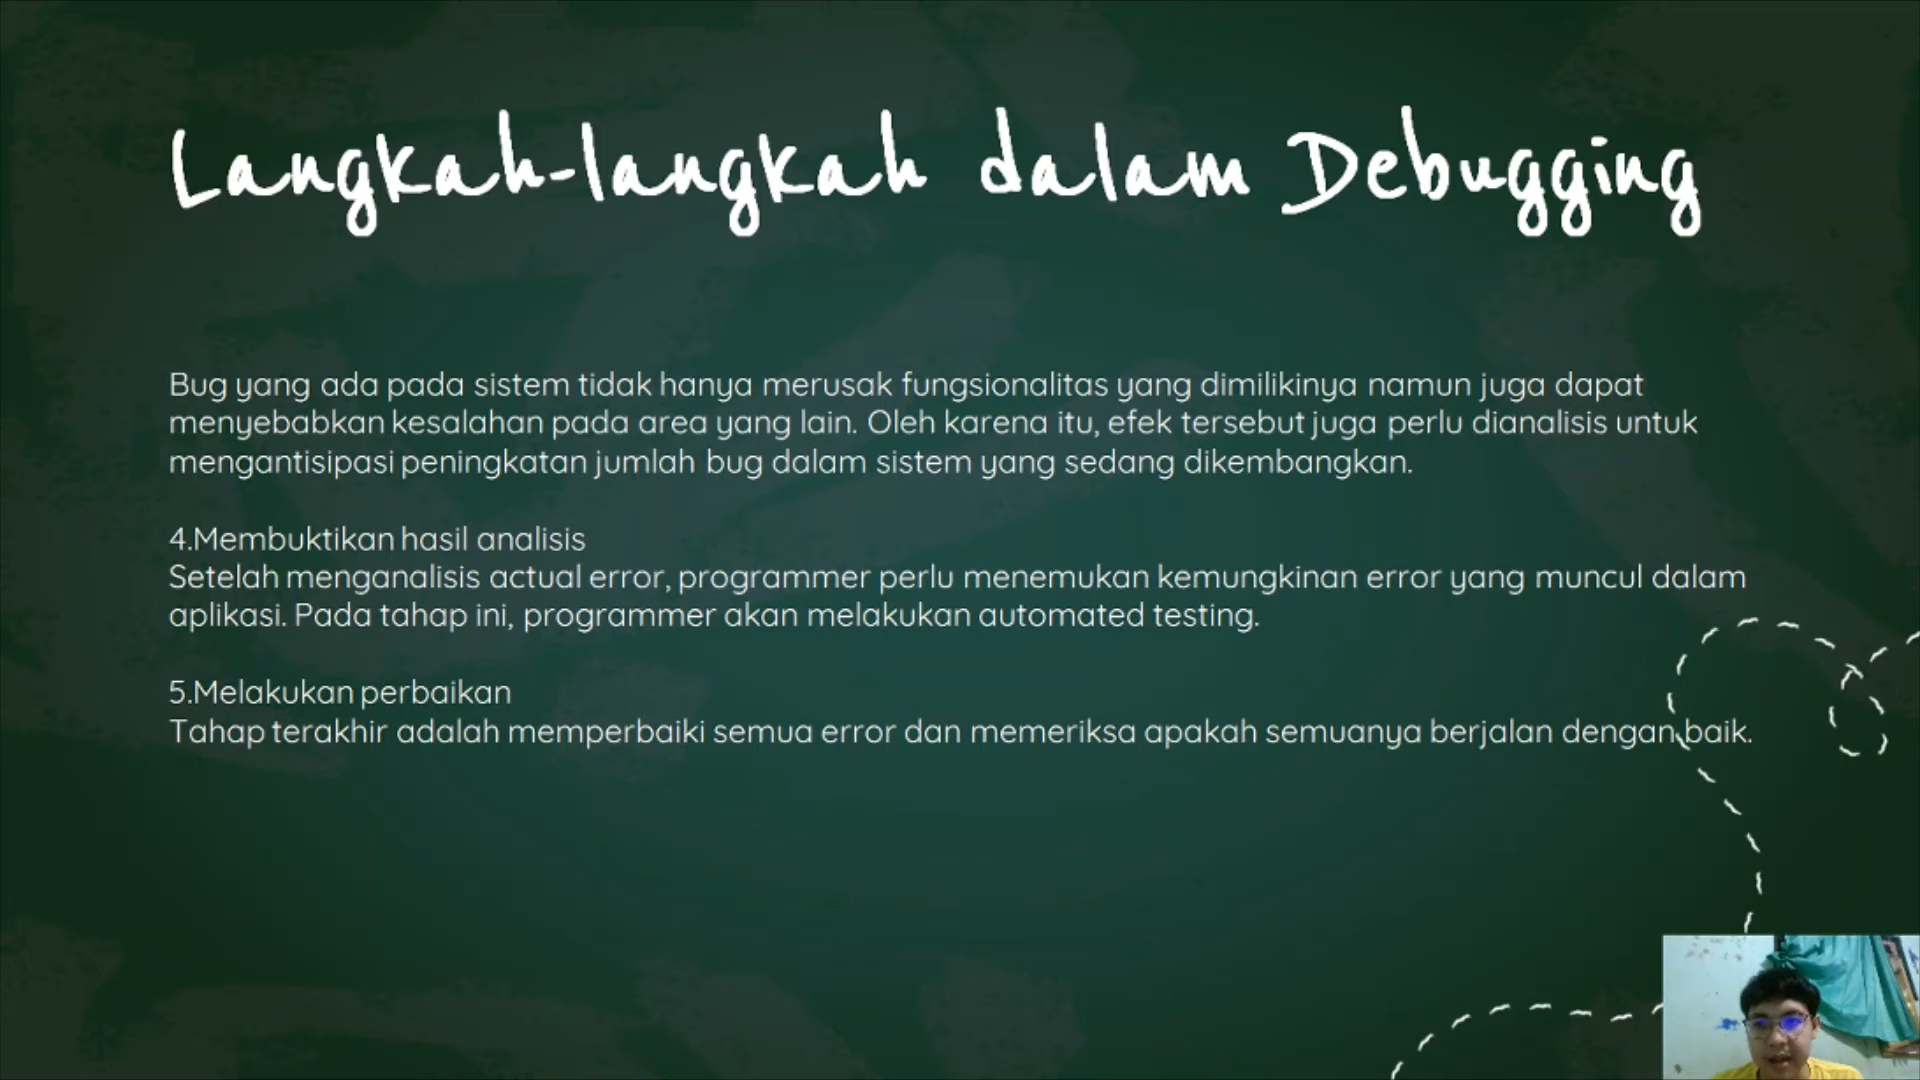 Langkah-langkah dalam Debugging
Bug yang ada pada sistem tidak hanya merusak fungsionalitas yang dimilikinya namun juga dapat
menyebabkan kesalahan pada area yang lain. Oleh karena itu, efek tersebut juga perlu dianalisis untuk
mengantisipasi peningkatan jumlah bug dalam sistem yang sedang dikembangkan.
4.Membuktikan hasil analisis
Setelah menganalisis actual error, programmer perlu menemukan kemungkinan error yang muncul dalam
aplikasi. Pada tahap ini, programmer akan melakukan automated testing.
5.Melakukan perbaikan
Tahap terakhir adalah memperbaiki semua error dan memeriksa apakah semuanya berjalan dengan baik.